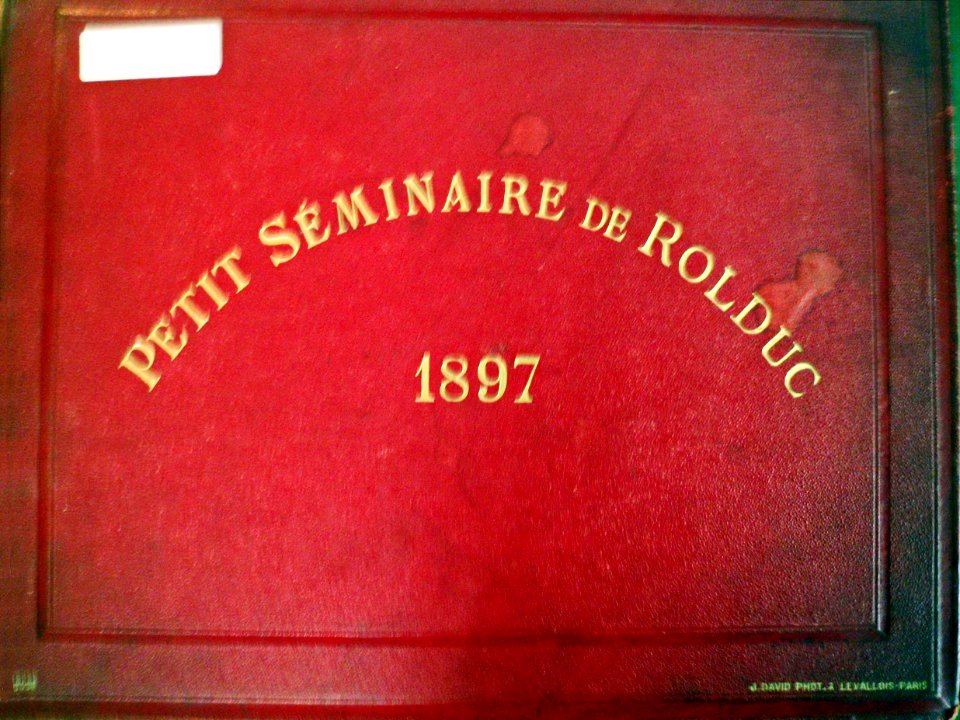 PETIT SÉMINAIRE DE ROLDUC
1897
J. DAVID PHOT. À LEVALLOIS-PARIS